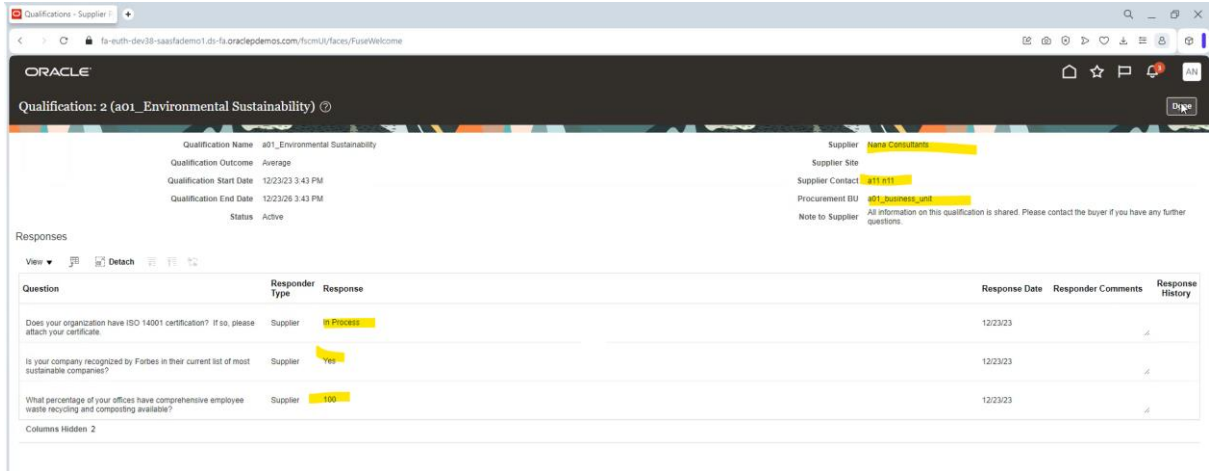 Qualifications - Supplier F
fa-euth-dev38-saasfademo1.ds-fa.oraclepdemos.com/fscmUI/faces/FuseWelcome
ORACLE
AN
Qualification: 2 (a01_Environmental Sustainability)
Done
Qualification Name a01_Environmental Sustainability
Qualification Outcome Average
Qualification Start Date 12/23/23 3:43 PM
Qualification End Date 12/23/26 3:43 PM
Status Active
Supplier Nana Consultants
Supplier Site
Supplier Contact a11 n11
Procurement BU a01_business_unit
Note to Supplier All information on this qualification is shared. Please contact the buyer if you have any further
questions.
Responses
View Detach
Question Responder Type Response Response Date Responder Comments Response History
Does your organization have ISO 14001 certification? If so, please
attach your certificate.
Supplier In Process 12/23/23
Is your company recognized by Forbes in their current list of most
sustainable companies?
Supplier Yes 12/23/23
What percentage of your offices have comprehensive employee
waste recycling and composting available?
Supplier 100 12/23/23
Columns Hidden 2